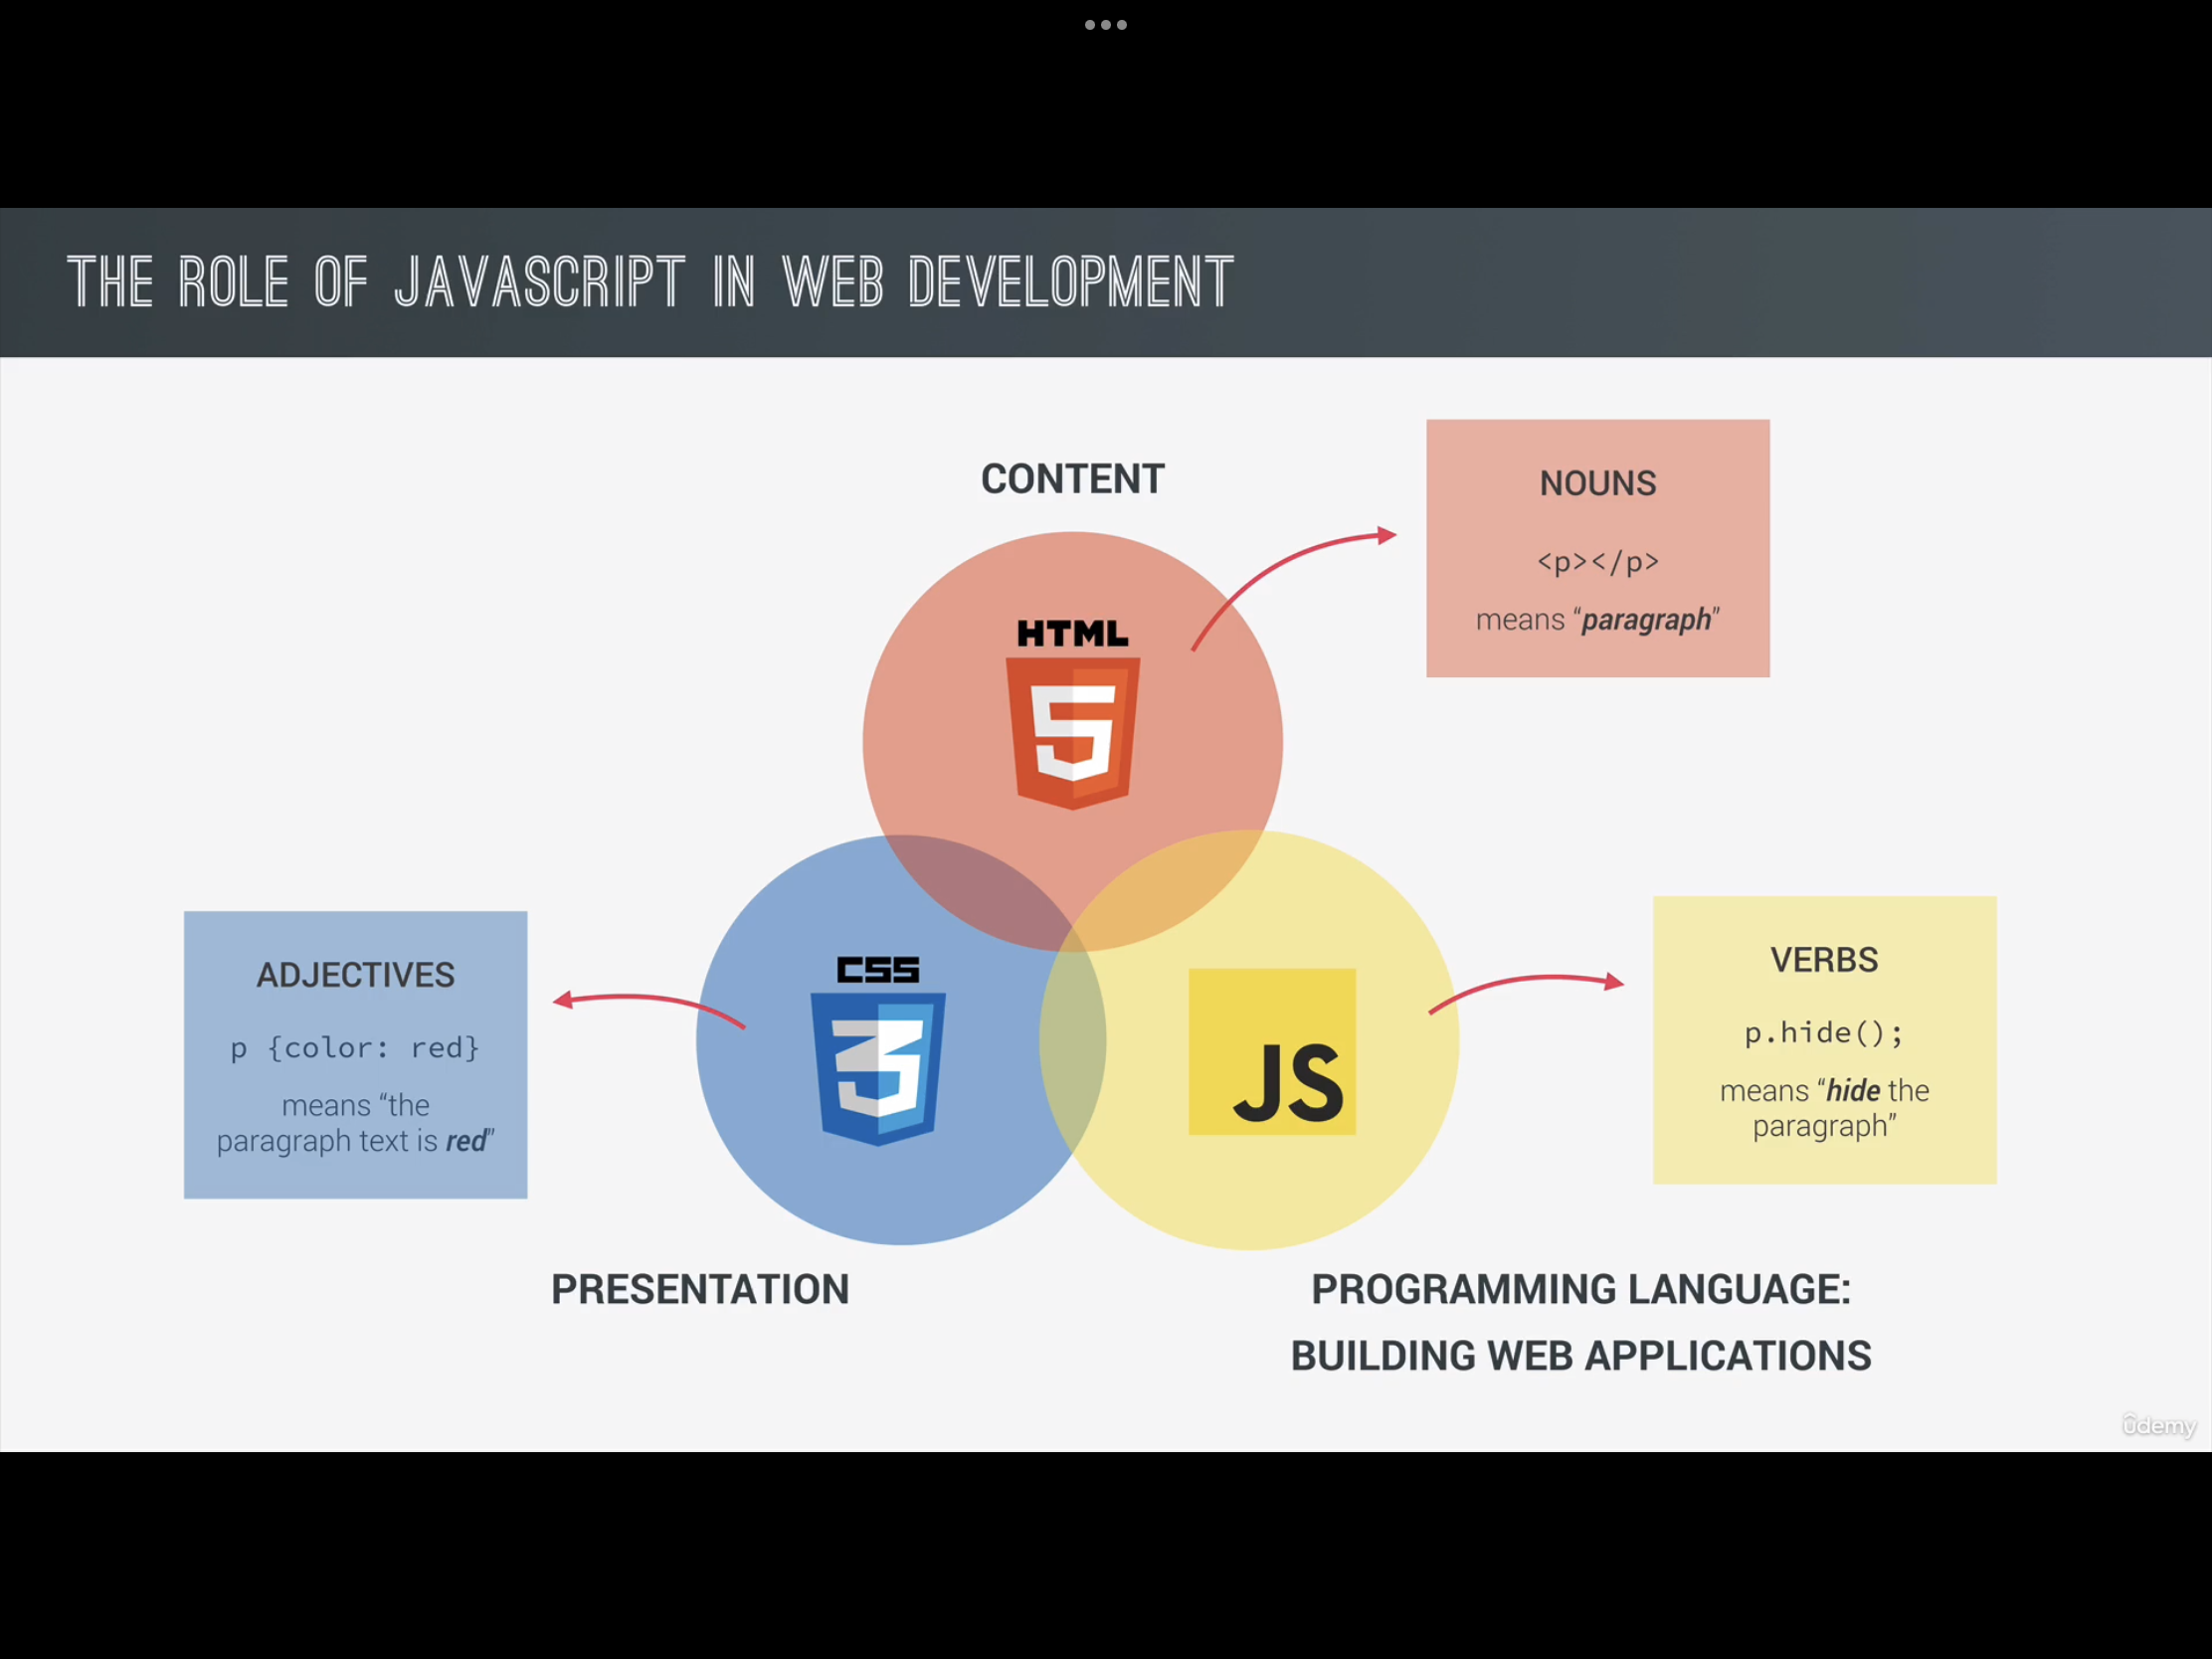 THE ROLE OF JAVASCRIPT IN WEB DEVELOPMENT
CONTENT
HTML
5
NOUNS
<p></p>
means “paragraph”
ADJECTIVES
p {color: red}
means “the
paragraph text is red”
CSS
3
JS
VERBS
p.hide();
means “hide the
paragraph”
PRESENTATION
PROGRAMMING LANGUAGE:
BUILDING WEB APPLICATIONS
ûdemy